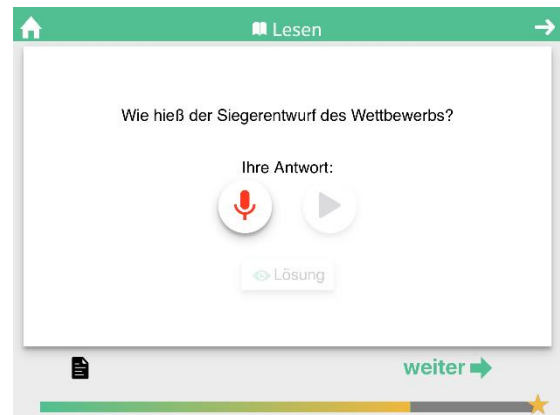 Lesen
Wie hieß der Siegerentwurf des Wettbewerbs?
Ihre Antwort:
Lösung
weiter